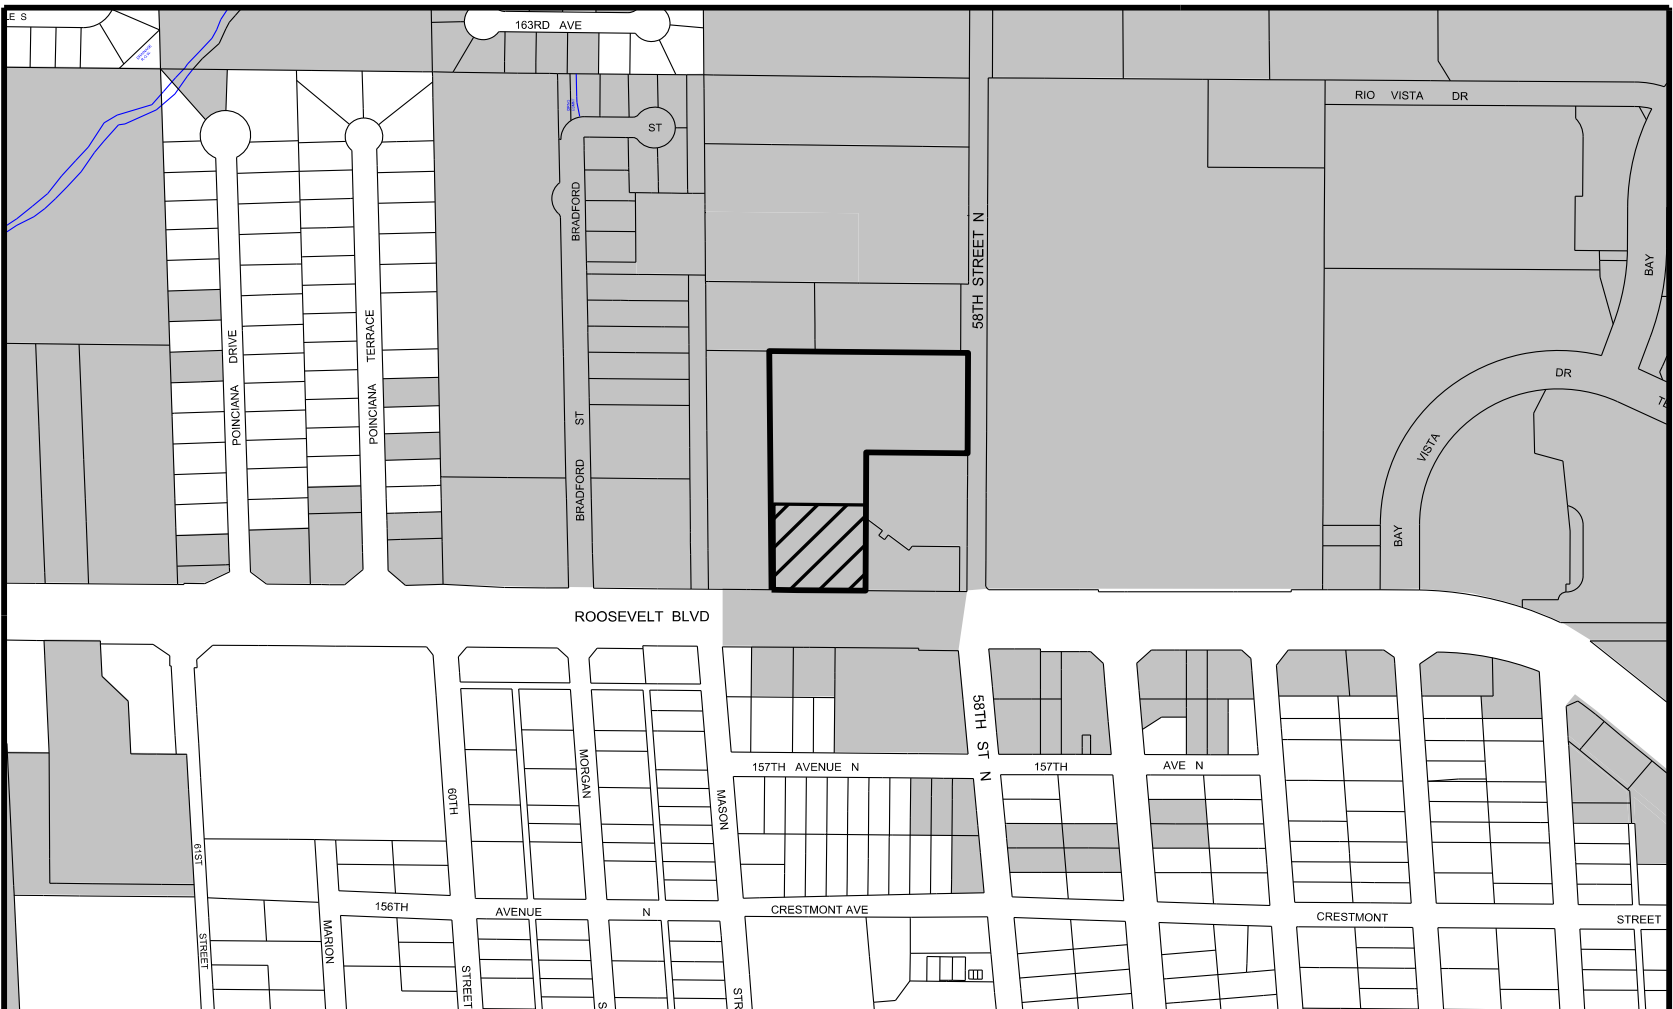 LE S
163RD AVE
RIO VISTA DR
ST
BRADFORD
58TH STREET N
BAY
POINCIANA DRIVE
POINCIANA TERRACE
DR
BRADFORD ST
VISTA
BAY
ROOSEVELT BLVD
58TH ST N
157TH AVENUE N
157TH AVE N
60TH
MORGAN
MASON
61ST
156TH
AVENUE N
CRESTMONT AVE
CRESTMONT
STREET
STREET
MARION
STREET
S
STR